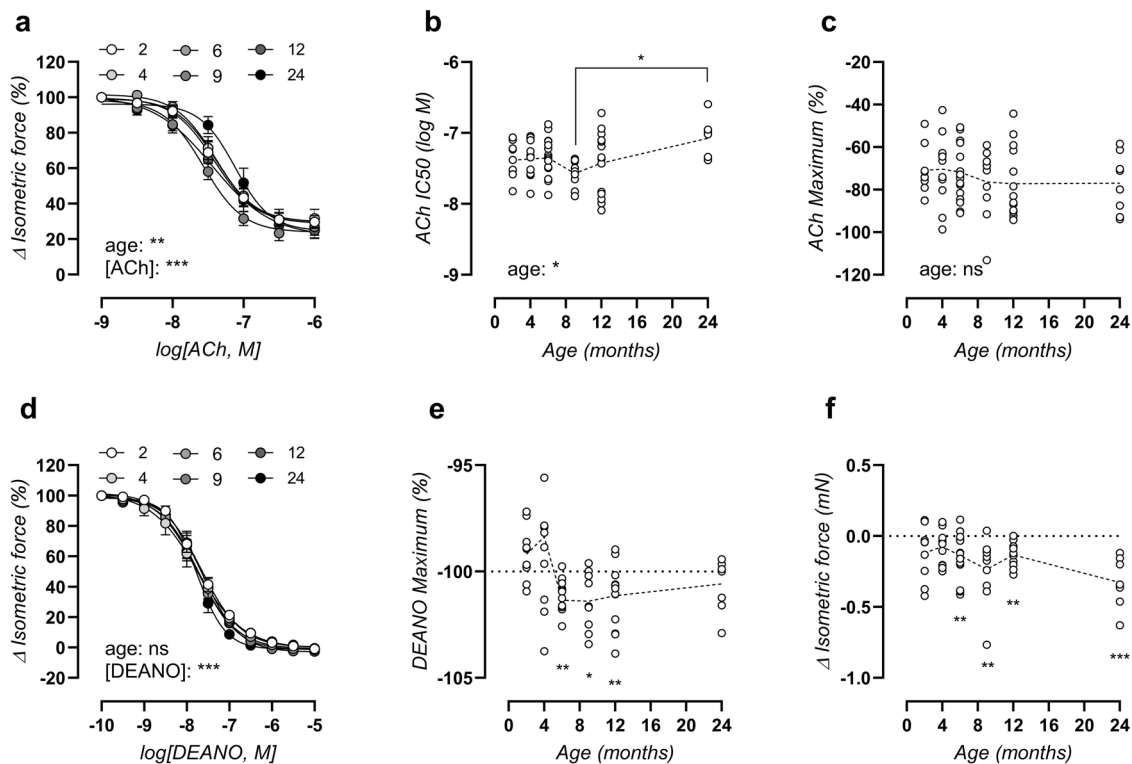 a
2 6 12
4 9 24
120
100
80
60
40
20
0
Δ Isometric force (%)
age: **
[ACh]: ***
-9 -8 -7 -6
log[ACh, M]
b
-6
-7
-8
-9
ACh IC50 (log M)
*
age: *
0 4 8 12 16 20 24
Age (months)
c
-20
-40
-60
-80
-100
-120
ACh Maximum (%)
age: ns
0 4 8 12 16 20 24
Age (months)
d
2 6 12
4 9 24
120
100
80
60
40
20
0
-20
Δ Isometric force (%)
age: ns
[DEANO]: ***
-10 -9 -8 -7 -6 -5
log[DEANO, M]
e
-95
-100
-105
DEANO Maximum (%)
** * **
0 4 8 12 16 20 24
Age (months)
f
0.5
0.0
-0.5
-1.0
Δ Isometric force (mN)
** ** ** ***
0 4 8 12 16 20 24
Age (months)